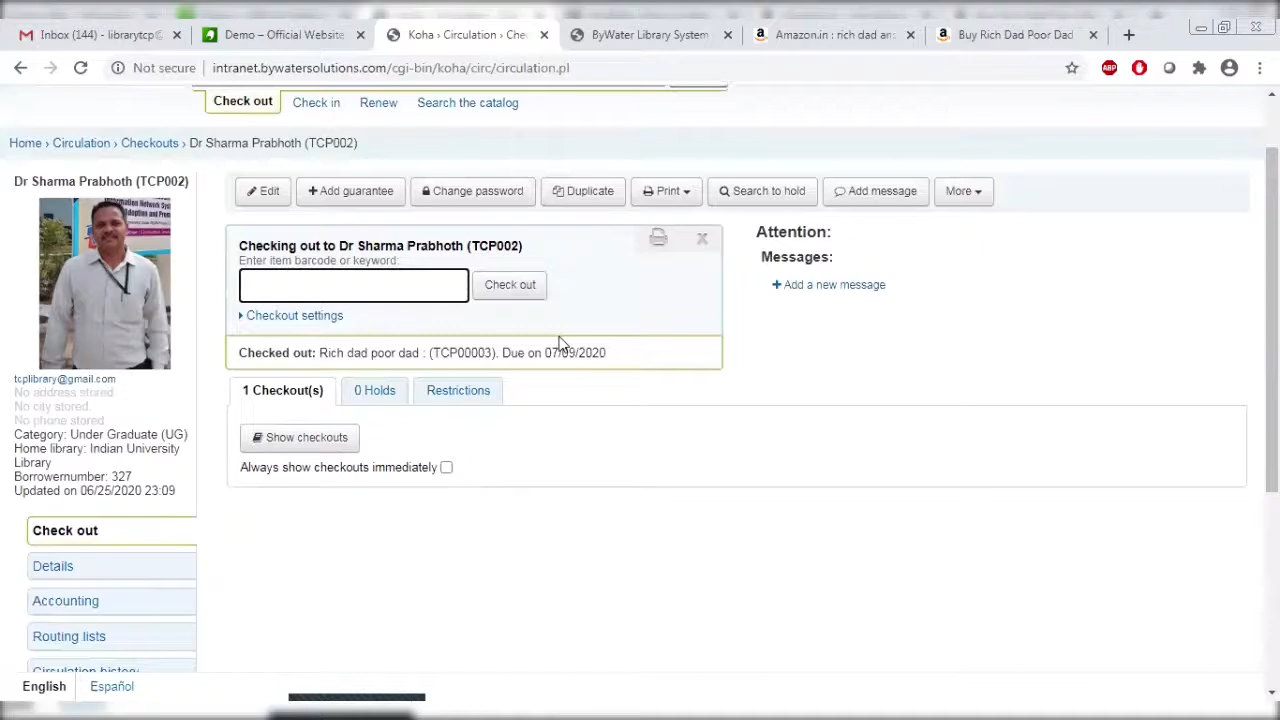 Inbox (144) - librarytcp@
Demo – Official Website
Koha › Circulation › Che
ByWater Library System
Amazon.in : rich dad an
Buy Rich Dad Poor Dad
Not secure
intranet.bywatersolutions.com/cgi-bin/koha/circ/circulation.pl
ABP
Check out
Check in
Renew
Search the catalog
Home › Circulation › Checkouts › Dr Sharma Prabhoth (TCP002)
Dr Sharma Prabhoth (TCP002)
Edit
+ Add guarantee
Change password
Duplicate
Print
Search to hold
Add message
More
Checking out to Dr Sharma Prabhoth (TCP002)
Enter item barcode or keyword:
Check out
Checkout settings
Checked out: Rich dad poor dad : (TCP00003). Due on 07/09/2020
Attention:
Messages:
+ Add a new message
1 Checkout(s)
0 Holds
Restrictions
Show checkouts
Always show checkouts immediately
tcplibrary@gmail.com
No address stored.
No city stored.
No phone stored.
Category: Under Graduate (UG)
Home library: Indian University
Library
Borrowernumber: 327
Updated on 06/25/2020 23:09
Check out
Details
Accounting
Routing lists
Circulation history
English
Español